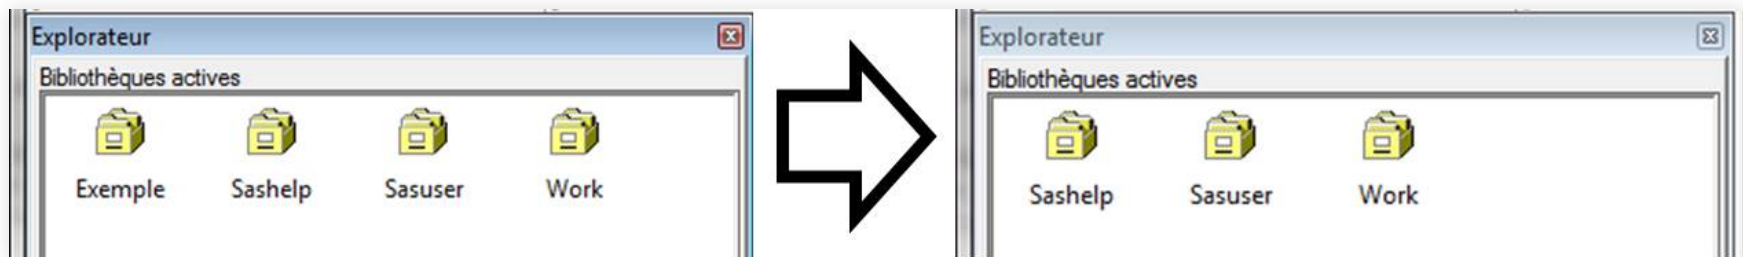 Explorateur
Bibliothèques actives
Exemple Sashelp Sasuser Work
Explorateur
Bibliothèques actives
Sashelp Sasuser Work